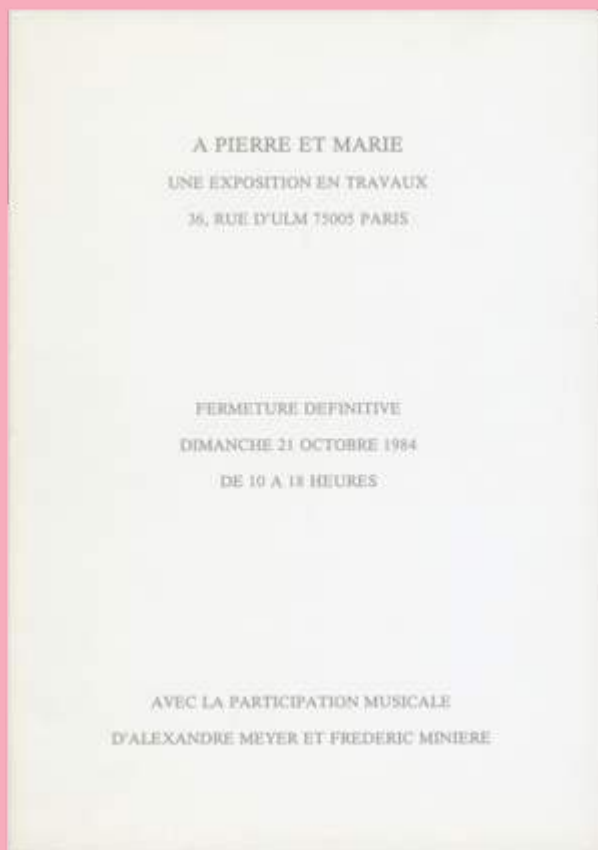 A PIERRE ET MARIE
UNE EXPOSITION EN TRAVAUX
36, RUE D'ULM 75005 PARIS
FERMETURE DEFINITIVE
DIMANCHE 21 OCTOBRE 1984
DE 10 A 18 HEURES
AVEC LA PARTICIPATION MUSICALE
D'ALEXANDRE MEYER ET FREDERIC MINIERE